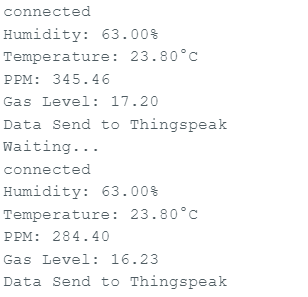 connected
Humidity: 63.00%
Temperature: 23.80°C
PPM: 345.46
Gas Level: 17.20
Data Send to Thingspeak
Waiting...
connected
Humidity: 63.00%
Temperature: 23.80°C
PPM: 284.40
Gas Level: 16.23
Data Send to Thingspeak